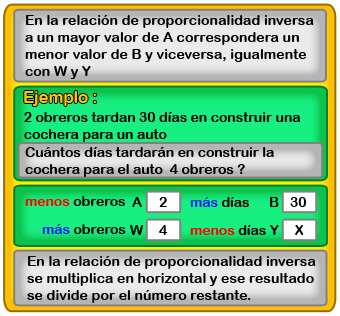 En la relación de proporcionalidad inversa
a un mayor valor de A correspondera un
menor valor de B y viceversa, igualmente
con W y Y
Ejemplo :
2 obreros tardan 30 días en construir una
cochera para un auto
Cuántos días tardarán en construir la
cochera para el auto 4 obreros ?
menos obreros A 2 más días B 30
más obreros W 4 menos días Y X
En la relación de proporcionalidad inversa
se multiplica en horizontal y ese resultado
se divide por el número restante.